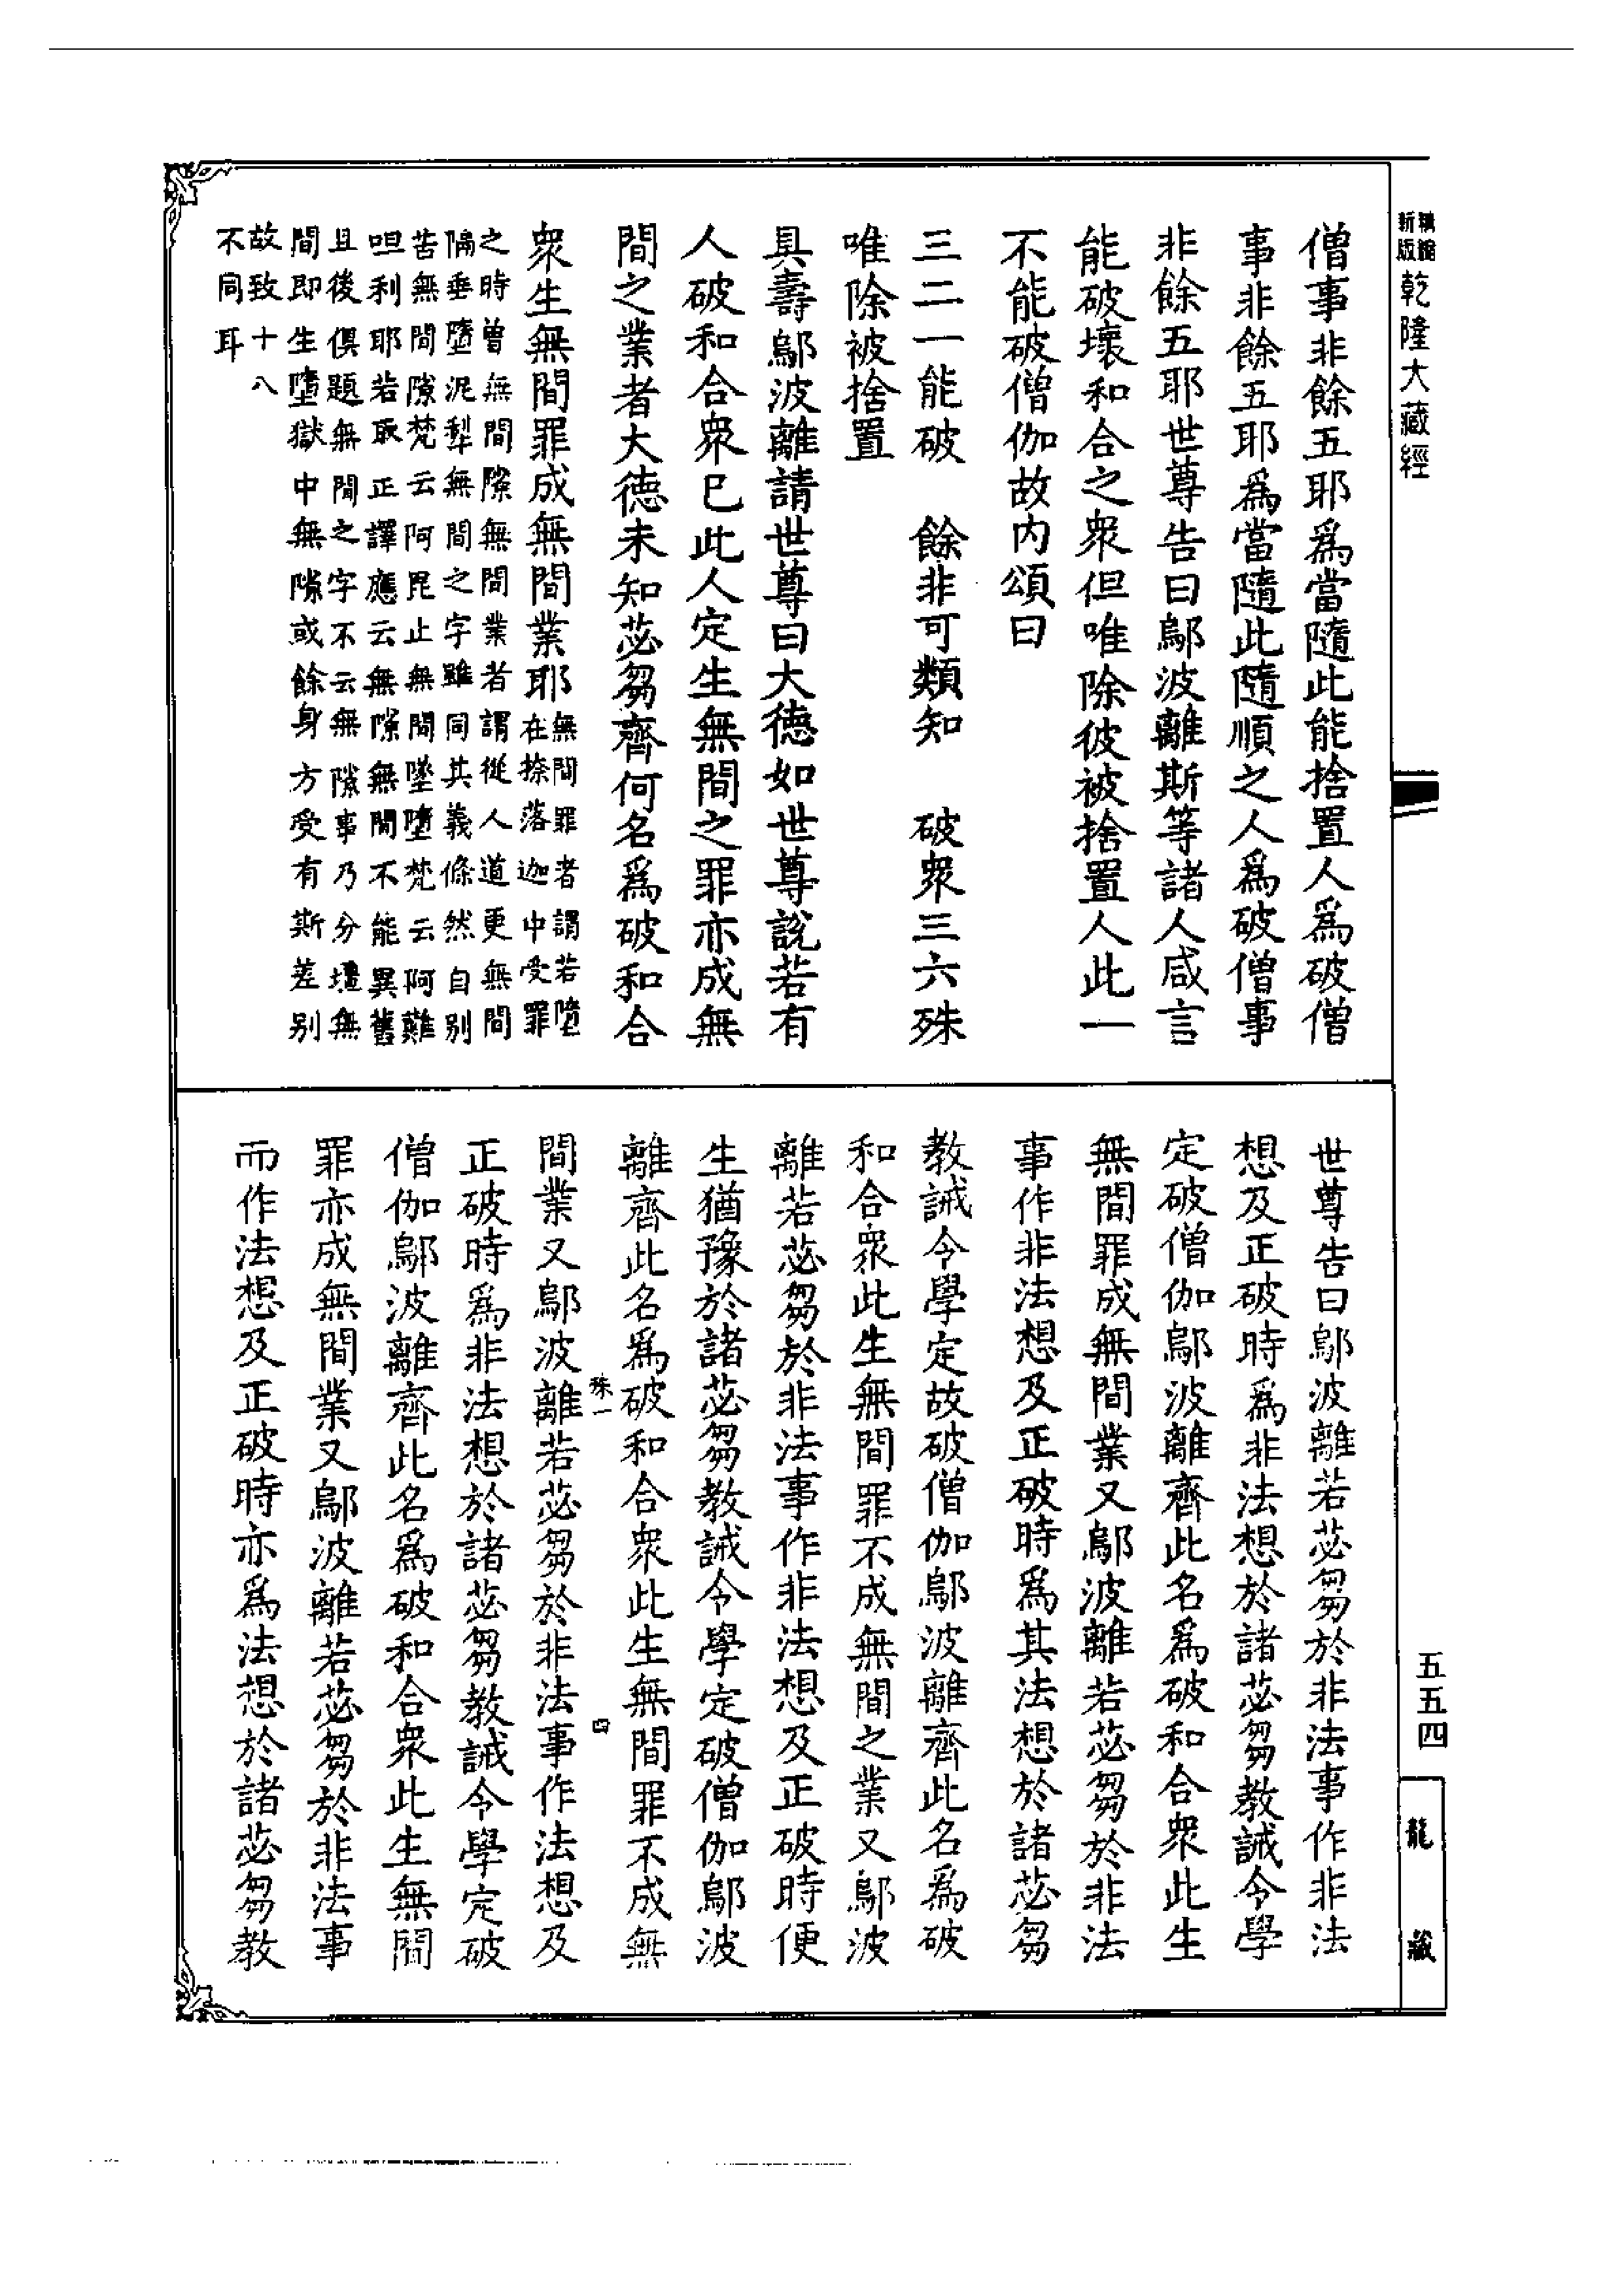 精縮新版乾隆大藏經
僧事非餘五耶爲當隨此能捨置人爲破僧
事非餘五耶爲當隨此隨順之人爲破僧事
非餘五耶世尊告曰鄔波離斯等諸人咸言
能破壞和合之衆但唯除彼被捨置人此一
不能破僧伽故內頌曰
三二一能破 餘非可類知 破衆三六殊
唯除被捨置
具壽鄔波離請世尊曰大德如世尊說若有
人破和合衆已此人定生無間之罪亦成無
間之業者大德未知苾芻齊何名爲破和合
衆生無間罪成無間業耶
無間罪者謂若墮
在捺落迦中受罪
之時曾無間隙無間業者謂從人道更無間
隔垂墮泥犁無間之字雖同其義條然自別
苦無間隙梵云阿毘止無間墜墮梵云阿難
呾利耶若取正譯應云無隙無間不能異舊
且後俱題無間之字不云無隙事乃分壃無
間即生墮獄中無隙或餘身方受有斯差別
故致十八
不同耳
世尊告曰鄔波離若苾芻於非法事作非法
想及正破時爲非法想於諸苾芻教誡令學
定破僧伽鄔波離齊此名爲破和合衆此生
無間罪成無間業又鄔波離若苾芻於非法
事作非法想及正破時爲其法想於諸苾芻
教誡令學定故破僧伽鄔波離齊此名爲破
和合衆此生無間罪不成無間之業又鄔波
離若苾芻於非法事作非法想及正破時便
生猶豫於諸苾芻教誡令學定破僧伽鄔波
離齊此名爲破和合衆此生無間罪不成無
殊一 四
間業又鄔波離若苾芻於非法事作法想及
正破時爲非法想於諸苾芻教誡令學定破
僧伽鄔波離齊此名爲破和合衆此生無間
罪亦成無間業又鄔波離若苾芻於非法事
而作法想及正破時亦爲法想於諸苾芻教
五五四
龍藏